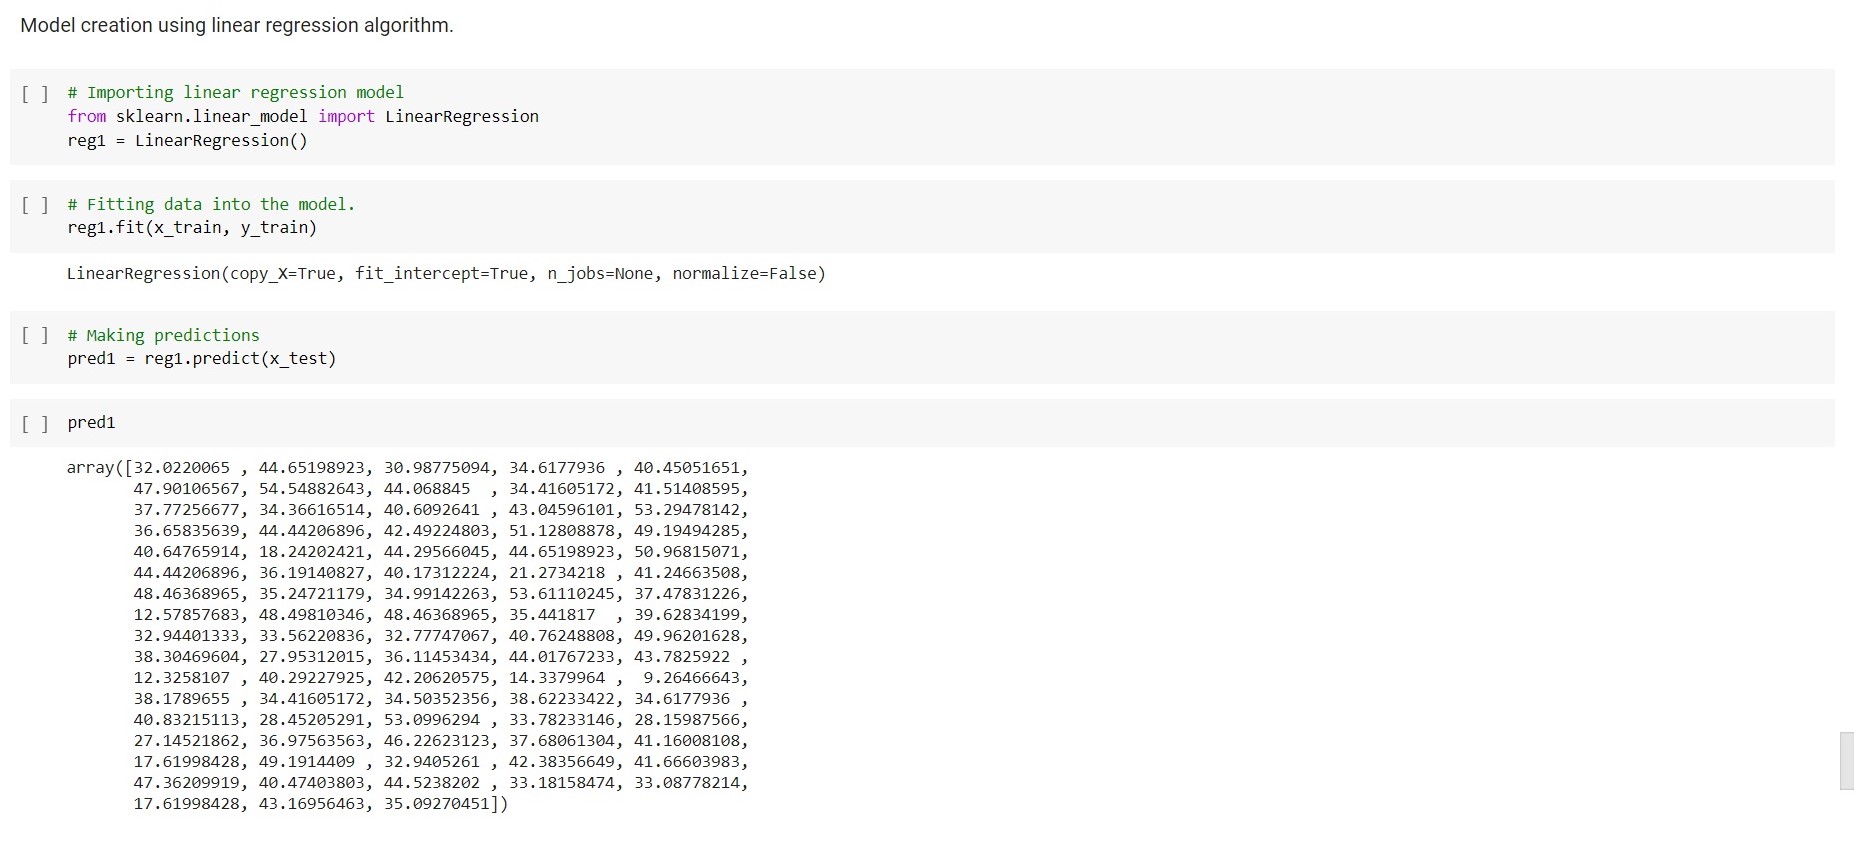 Model creation using linear regression algorithm.
[ ] # Importing linear regression model
from sklearn.linear_model import LinearRegression
reg1 = LinearRegression()
[ ] # Fitting data into the model.
reg1.fit(x_train, y_train)
LinearRegression(copy_X=True, fit_intercept=True, n_jobs=None, normalize=False)
[ ] # Making predictions
pred1 = reg1.predict(x_test)
[ ] pred1
array([32.0220065 , 44.65198923, 30.98775094, 34.6177936 , 40.45051651,
47.90106567, 54.54882643, 44.068845  , 34.41605172, 41.51408595,
37.77256677, 34.36616514, 40.6092641 , 43.04596101, 53.29478142,
36.65835639, 44.44206896, 42.49224803, 51.12808878, 49.19494285,
40.64765914, 18.24202421, 44.29566045, 44.65198923, 50.96815071,
44.44206896, 36.19140827, 40.17312224, 21.2734218 , 41.24663508,
48.46368965, 35.24721179, 34.99142263, 53.61110245, 37.47831226,
12.57857683, 48.49810346, 48.46368965, 35.441817  , 39.62834199,
32.94401333, 33.56220836, 32.77747067, 40.76248808, 49.96201628,
38.30469604, 27.95312015, 36.11453434, 44.01767233, 43.7825922 ,
12.3258107 , 40.29227925, 42.20620575, 14.3379964 ,  9.26466643,
38.1789655 , 34.41605172, 34.50352356, 38.62233422, 34.6177936 ,
40.83215113, 28.45205291, 53.0996294 , 33.78233146, 28.15987566,
27.14521862, 36.97563563, 46.22623123, 37.68061304, 41.16008108,
17.61998428, 49.1914409 , 32.9405261 , 42.38356649, 41.66603983,
47.36209919, 40.47403803, 44.5238202 , 33.18158474, 33.08778214,
17.61998428, 43.16956463, 35.09270451])